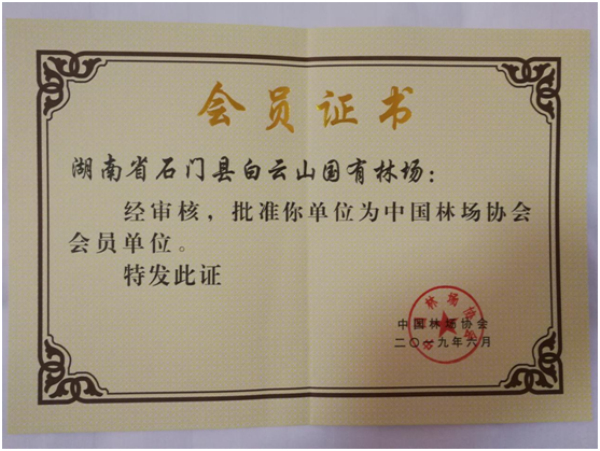 会员证书
湖南省石门县白云山国有林场：
经审核，批准你单位为中国林场协会
会员单位。
特发此证
中国林场协会
二〇一九年六月